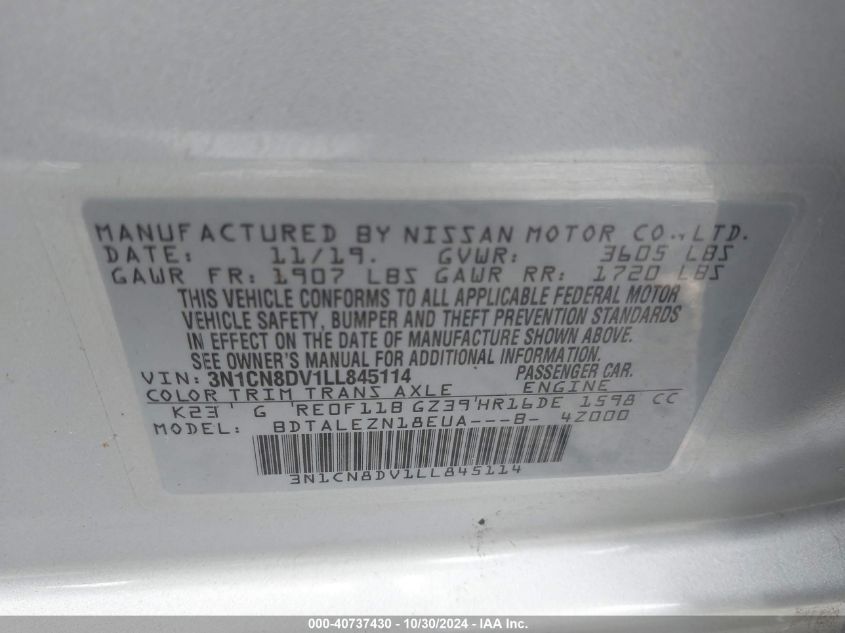 MANUFACTURED BY NISSAN MOTOR CO.,LTD.
DATE: 11/19. GVWR: 3605 LBS
GAWR FR: 1907 LBS GAWR RR: 1720 LBS
THIS VEHICLE CONFORMS TO ALL APPLICABLE FEDERAL MOTOR
VEHICLE SAFETY, BUMPER AND THEFT PREVENTION STANDARDS
IN EFFECT ON THE DATE OF MANUFACTURE SHOWN ABOVE.
SEE OWNER'S MANUAL FOR ADDITIONAL INFORMATION.
VIN: 3N1CN8DV1LL845114 PASSENGER CAR.
COLOR TRIM TRANS AXLE ENGINE
K23 G RE0F11B GZ39 HR16DE 1598 CC
MODEL: BDTALEZN18EUA---B- 4Z000
3N1CN8DV1LL845114
000-40737430 - 10/30/2024 - IAA Inc.